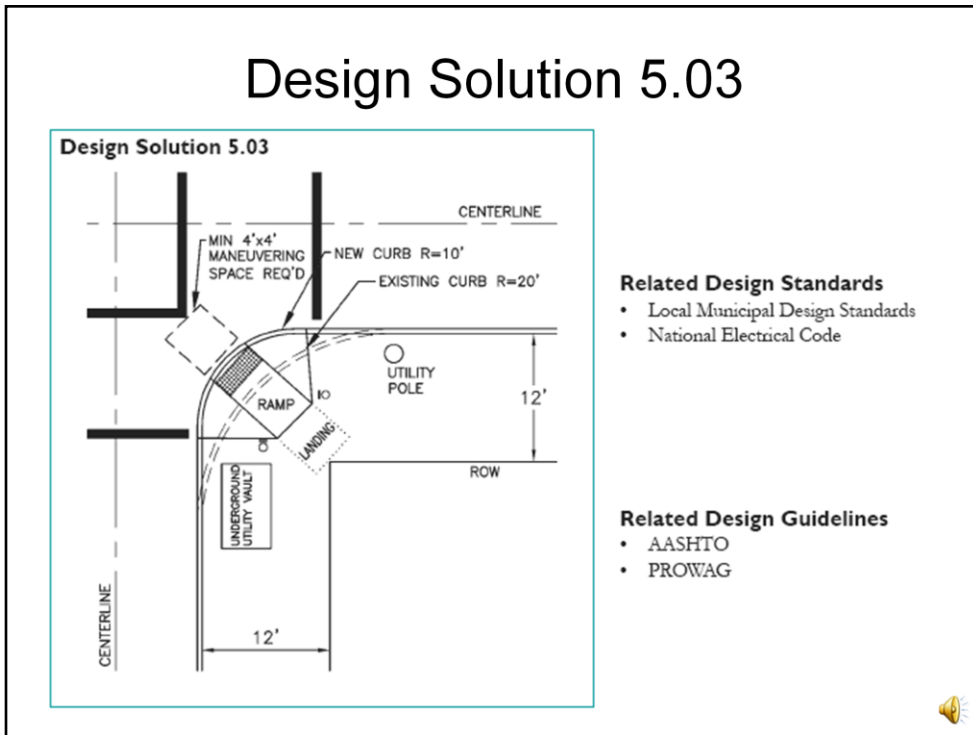 Design Solution 5.03
Design Solution 5.03
CENTERLINE
MIN 4'x4'
MANEUVERING
SPACE REQ'D
NEW CURB R=10'
EXISTING CURB R=20'
UTILITY
POLE
RAMP
LANDING
12'
ROW
UNDERGROUND
UTILITY VAULT
CENTERLINE
12'
Related Design Standards
• Local Municipal Design Standards
• National Electrical Code
Related Design Guidelines
• AASHTO
• PROWAG